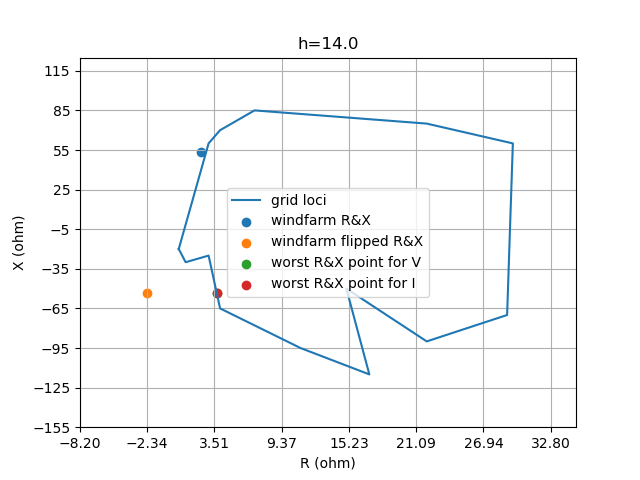 h=14.0
115
85
55
25
−5
−35
−65
−95
−125
−155
X (ohm)
grid loci
windfarm R&X
windfarm flipped R&X
worst R&X point for V
worst R&X point for I
−8.20 −2.34 3.51 9.37 15.23 21.09 26.94 32.80
R (ohm)